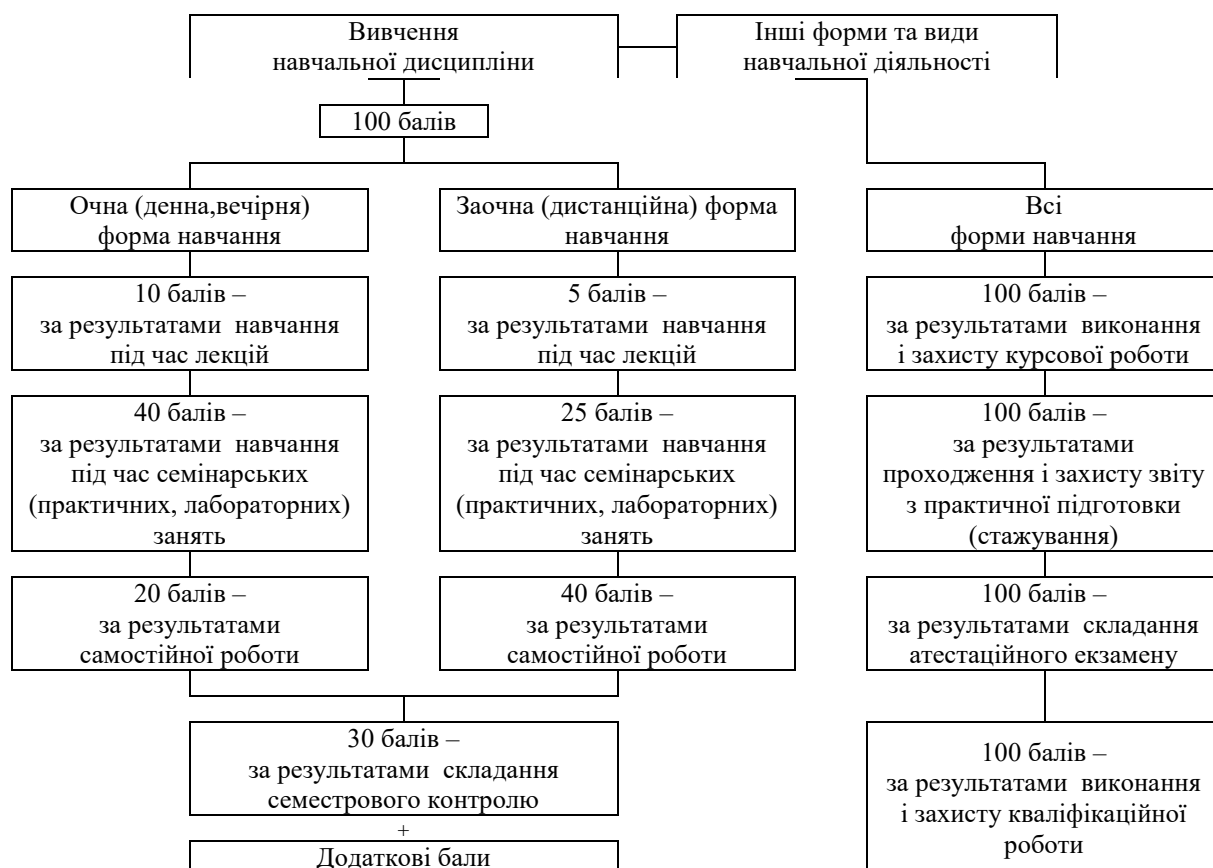 Вивчення
навчальної дисципліни
Інші форми та види
навчальної діяльності
100 балів
Очна (денна,вечірня)
форма навчання
Заочна (дистанційна) форма
навчання
Всі
форми навчання
10 балів –
за результатами навчання
під час лекцій
5 балів –
за результатами навчання
під час лекцій
100 балів –
за результатами виконання
і захисту курсової роботи
40 балів –
за результатами навчання
під час семінарських
(практичних, лабораторних)
занять
25 балів –
за результатами навчання
під час семінарських
(практичних, лабораторних)
занять
100 балів –
за результатами
проходження і захисту звіту
з практичної підготовки
(стажування)
20 балів –
за результатами
самостійної роботи
40 балів –
за результатами
самостійної роботи
100 балів –
за результатами складання
атестаційного екзамену
30 балів –
за результатами складання
семестрового контролю
+
Додаткові бали
100 балів –
за результатами виконання
і захисту кваліфікаційної
роботи